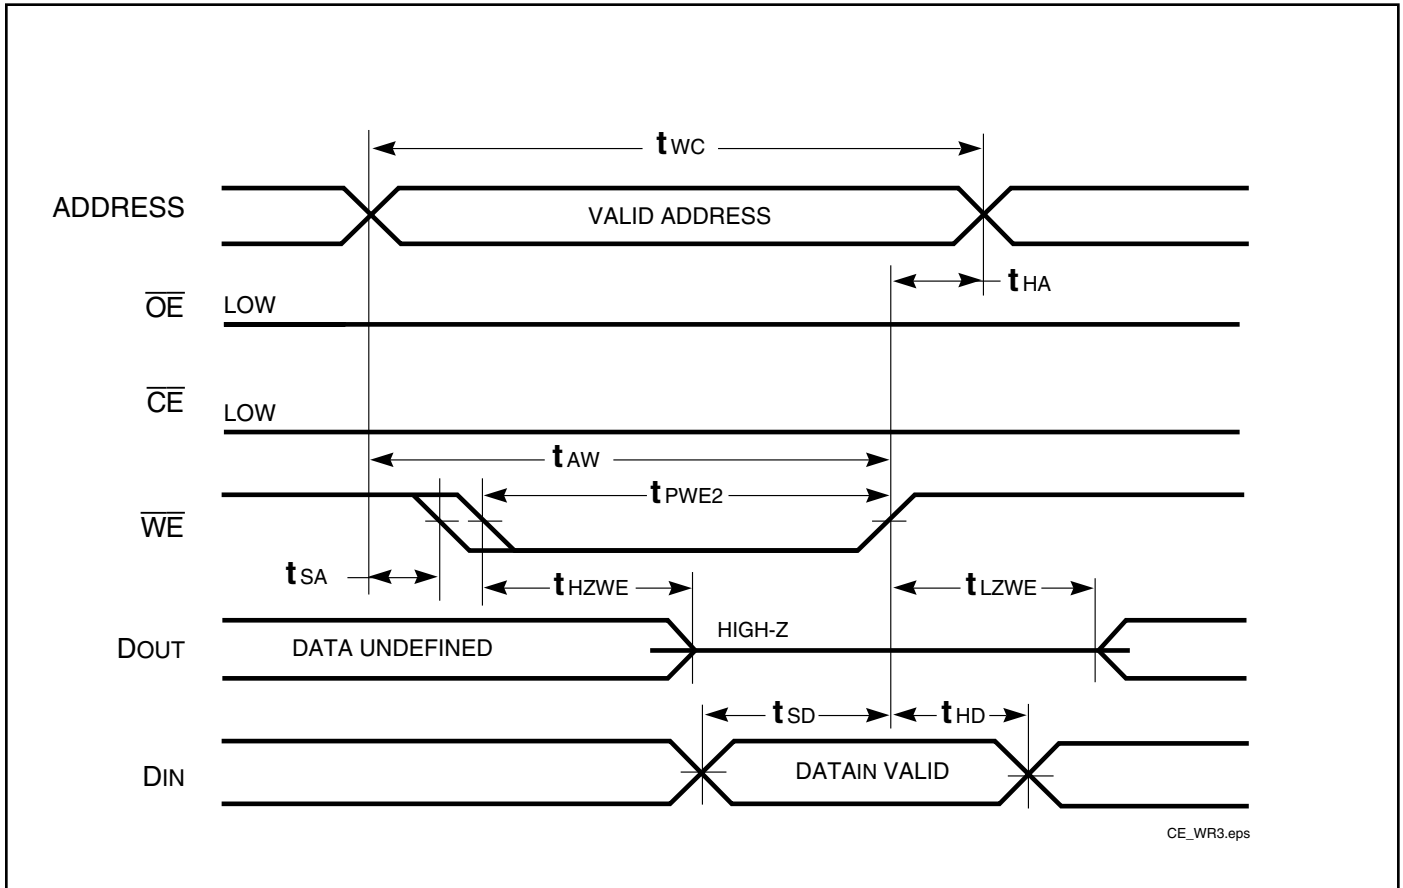 tWC
ADDRESS
VALID ADDRESS
tHA
OE
LOW
CE
LOW
tAW
tPWE2
WE
tSA
tHZWE
tLZWE
HIGH-Z
DOUT
DATA UNDEFINED
tSD
tHD
DIN
DATAIN VALID
CE_WR3.eps